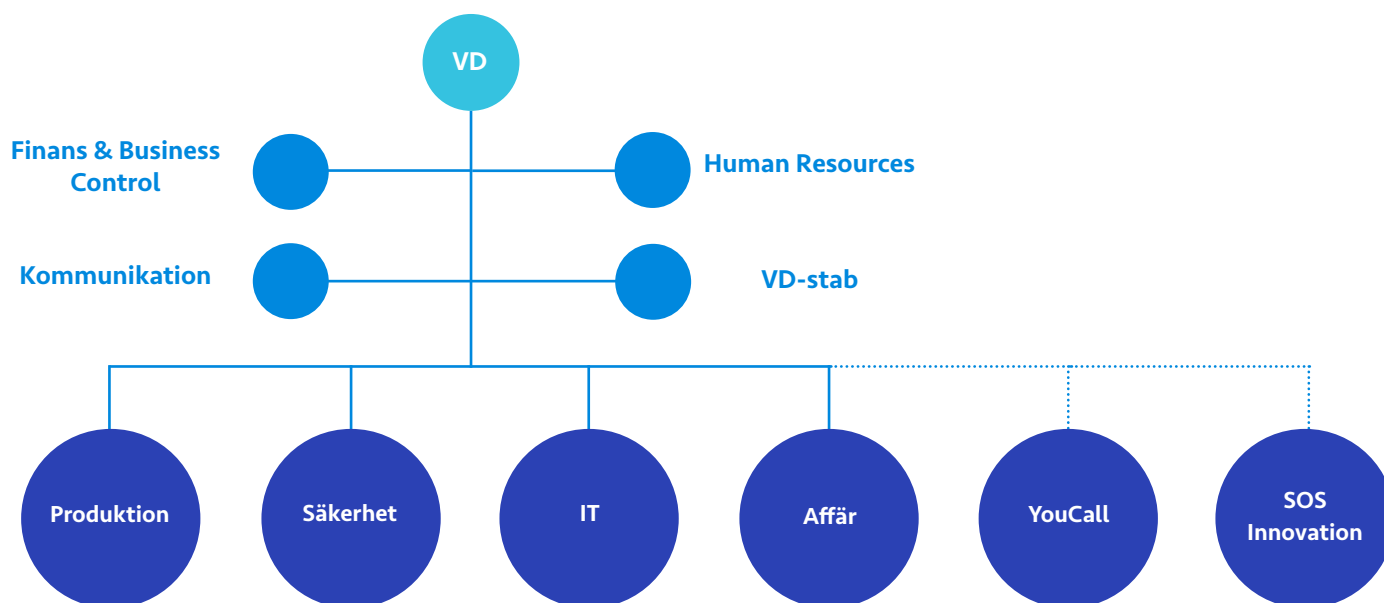 VD
Finans & Business
Control
Human Resources
Kommunikation
VD-stab
Produktion
Säkerhet
IT
Affär
YouCall
SOS
Innovation